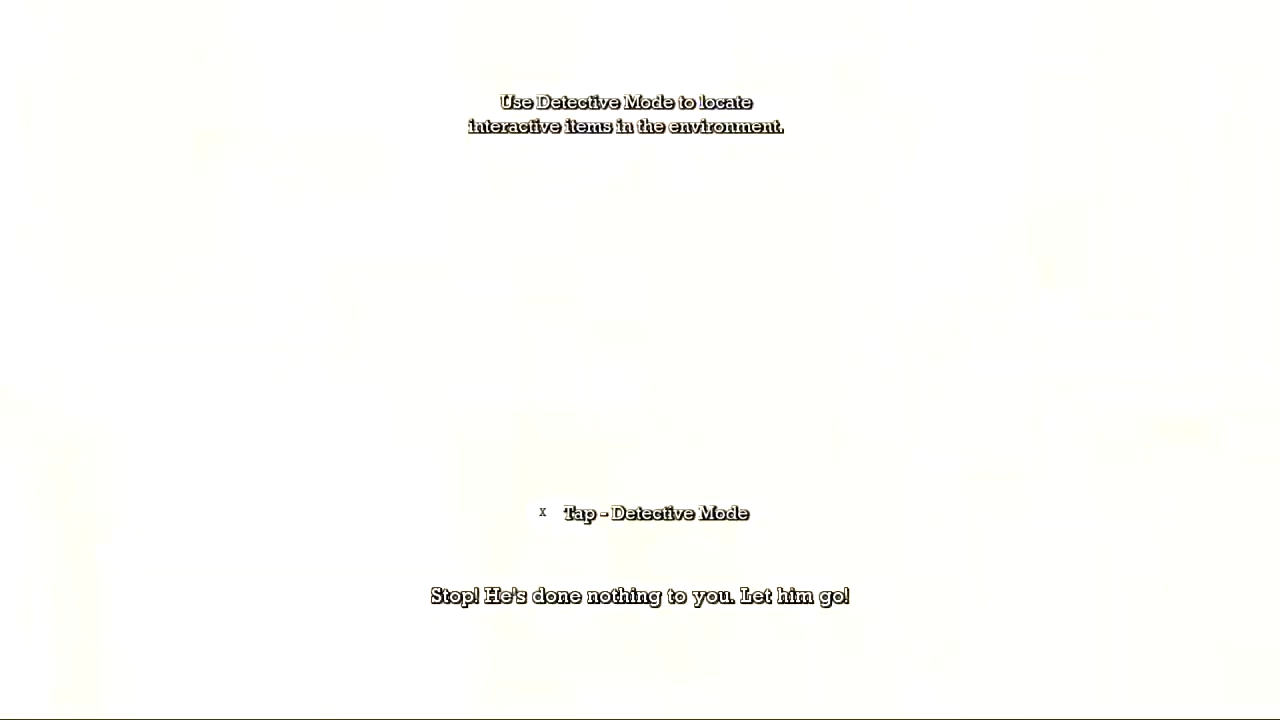 Use Detective Mode to locate
interactive items in the environment.
X Tap - Detective Mode
Stop! He's done nothing to you. Let him go!